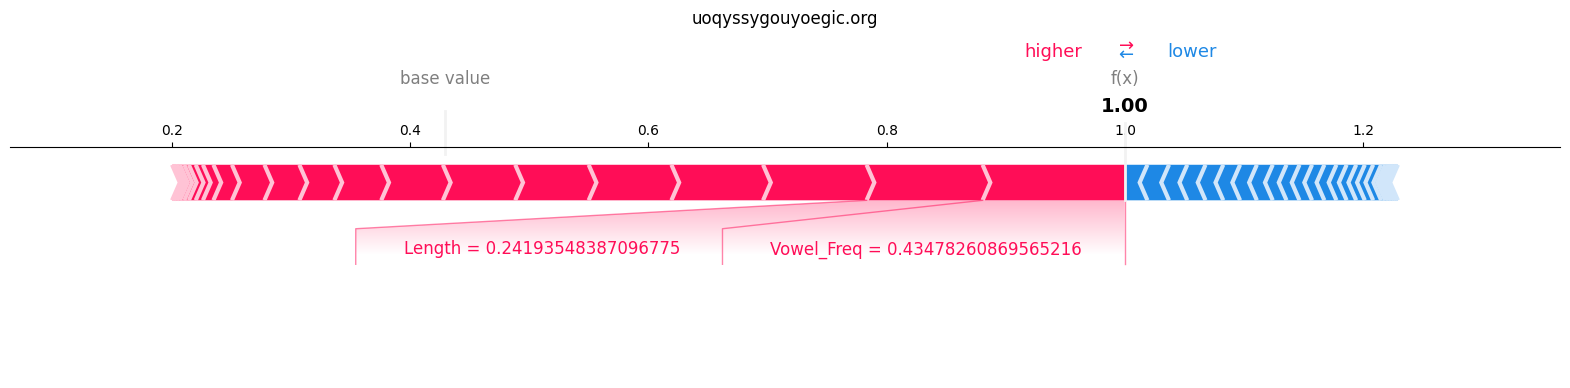 uoqyssygouyoegic.org
higher ⇄ lower
base value f(x)
1.00
0.2 0.4 0.6 0.8 1.0 1.2
Length = 0.24193548387096775 Vowel_Freq = 0.43478260869565216